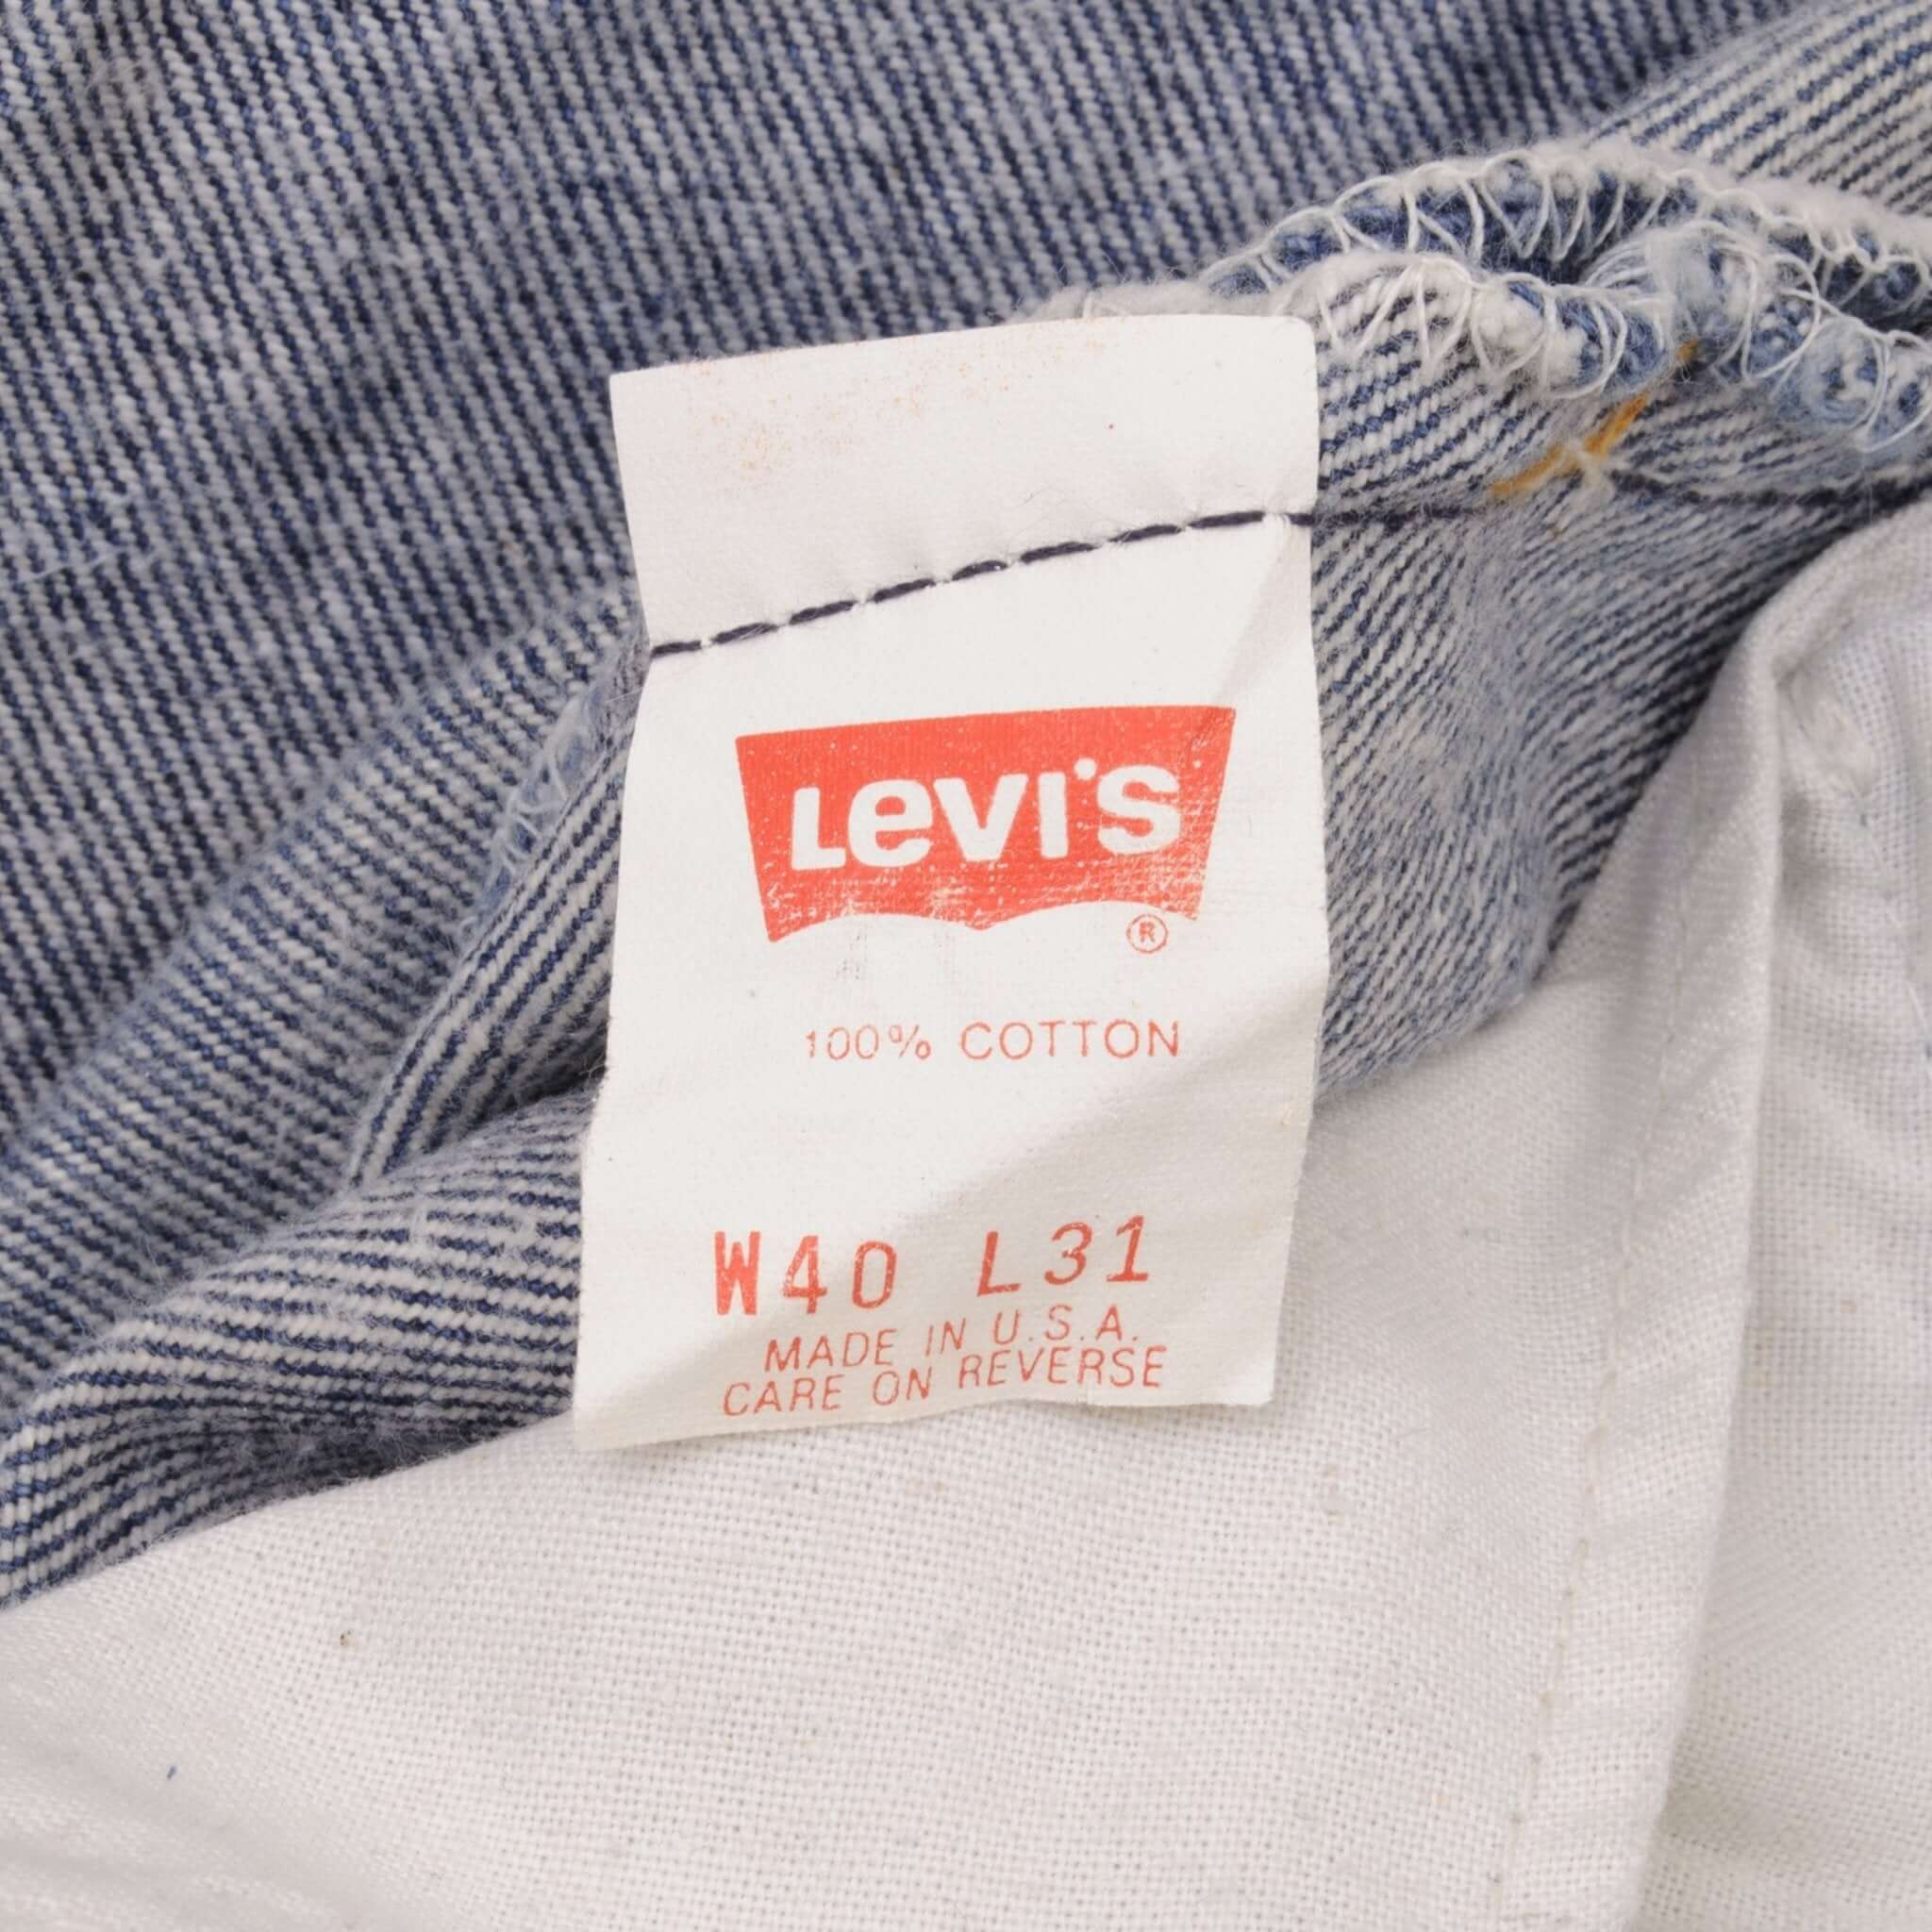 Levi's
®
100% COTTON
W40 L31
MADE IN U.S.A.
CARE ON REVERSE